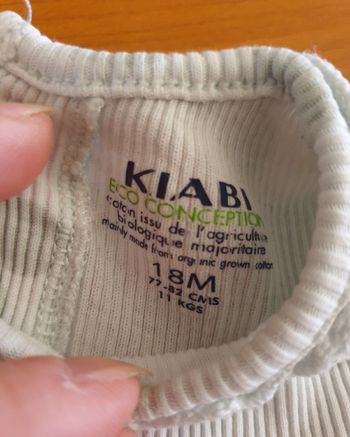 KIABI
ECO CONCEPTION
coton issu de l'agriculture
biologique majoritaire
mainly made from organic grown cotton
18M
77-82 CMS
11 KGS